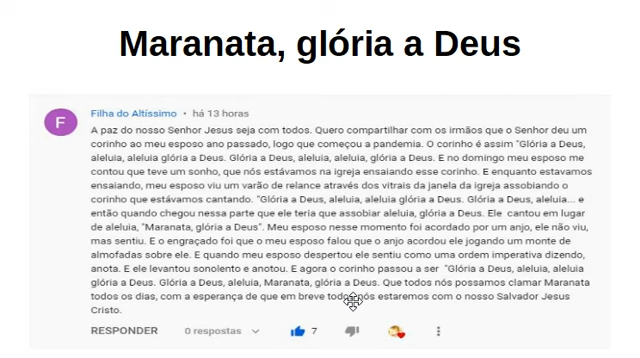 Maranata, glória a Deus
F
Filha do Altíssimo • há 13 horas
A paz do nosso Senhor Jesus seja com todos. Quero compartilhar com os irmãos que o Senhor deu um
corinho ao meu esposo ano passado, logo que começou a pandemia. O corinho é assim "Glória a Deus,
aleluia, aleluia glória a Deus. Glória a Deus, aleluia, aleluia, glória a Deus. E no domingo meu esposo me
contou que teve um sonho, que nós estávamos na igreja ensaiando esse corinho. E enquanto estavamos
ensaiando, meu esposo viu um varão de relance através dos vitrais da janela da igreja assobiando o
corinho que estávamos cantando. "Glória a Deus, aleluia, aleluia glória a Deus. Glória a Deus, aleluia... e
então quando chegou nessa parte que ele teria que assobiar aleluia, glória a Deus. Ele cantou em lugar
de aleluia, "Maranata, glória a Deus". Meu esposo nesse momento foi acordado por um anjo, ele não viu,
mas sentiu. E o engraçado foi que o meu esposo falou que o anjo acordou ele jogando um monte de
almofadas sobre ele. E quando meu esposo despertou ele sentiu como uma ordem imperativa dizendo,
anota. E ele levantou sonolento e anotou. E agora o corinho passou a ser "Glória a Deus, aleluia, aleluia
glória a Deus. Glória a Deus, aleluia, Maranata, glória a Deus". Que todos nós possamos clamar Maranata
todos os dias, com a esperança de que em breve todos nós estaremos com o nosso Salvador Jesus
Cristo.
RESPONDER 0 respostas 7